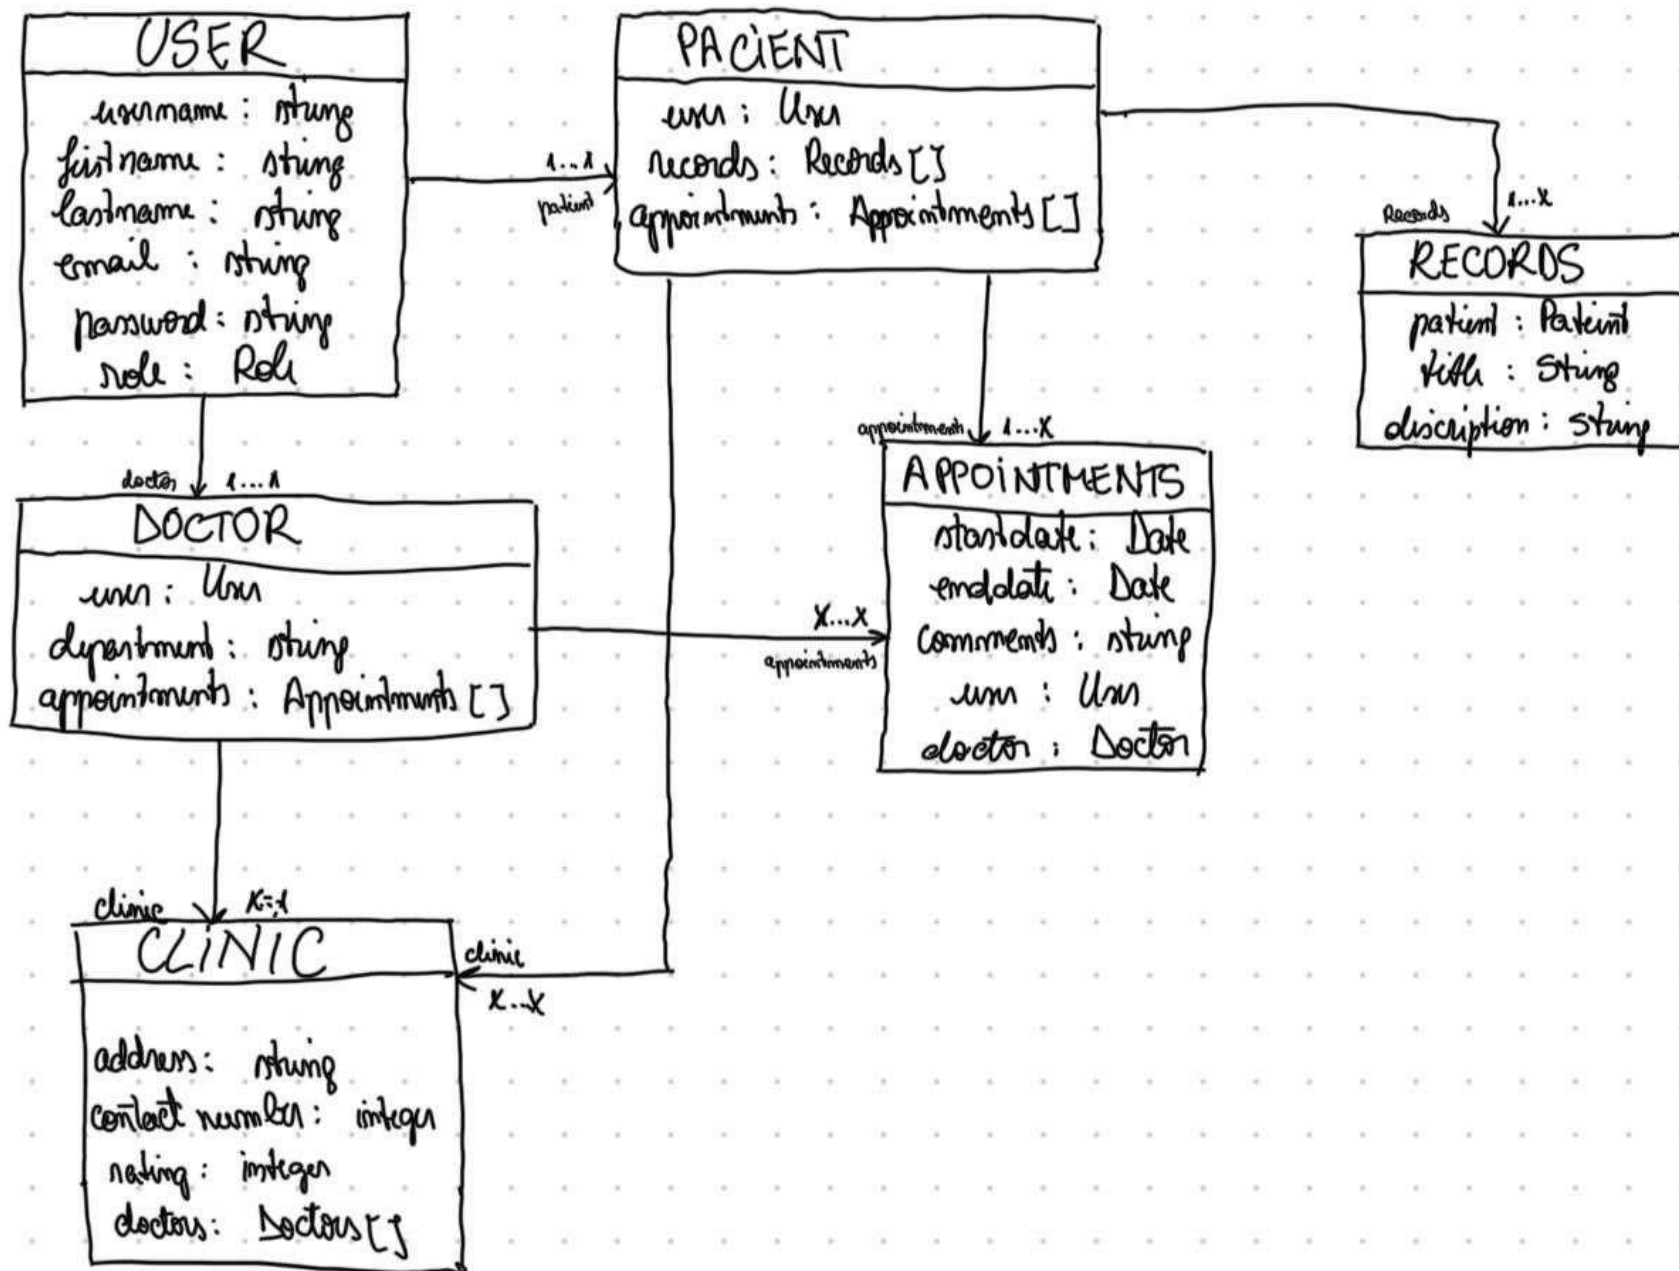 USER
username : string
firstname : string
lastname : string
email : string
password : string
role : Role
1...1
patient
PACIENT
user : User
records : Records []
appointments : Appointments []
Records
1...X
RECORDS
patient : Pateint
title : String
discription : string
appointments
1...X
APPOINTMENTS
startdate : Date
enddate : Date
comments : string
user : User
doctor : Doctor
doctor
1...1
DOCTOR
user : User
department : string
appointments : Appointments []
X...X
appointments
clinic
CLINIC
address : string
contact number : integer
rating : integer
doctors : Doctors []
clinic
X...X